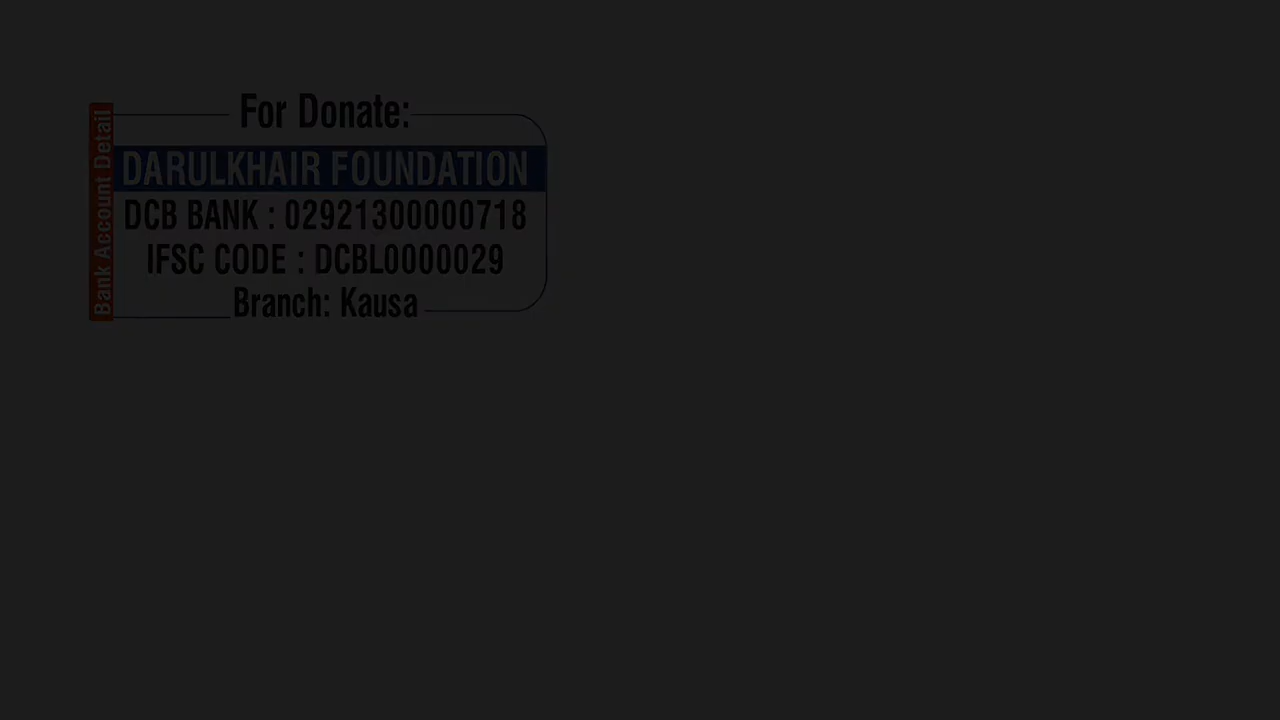 For Donate:
Bank Account Detail
DARULKHAIR FOUNDATION
DCB BANK : 02921300000718
IFSC CODE : DCBL0000029
Branch: Kausa